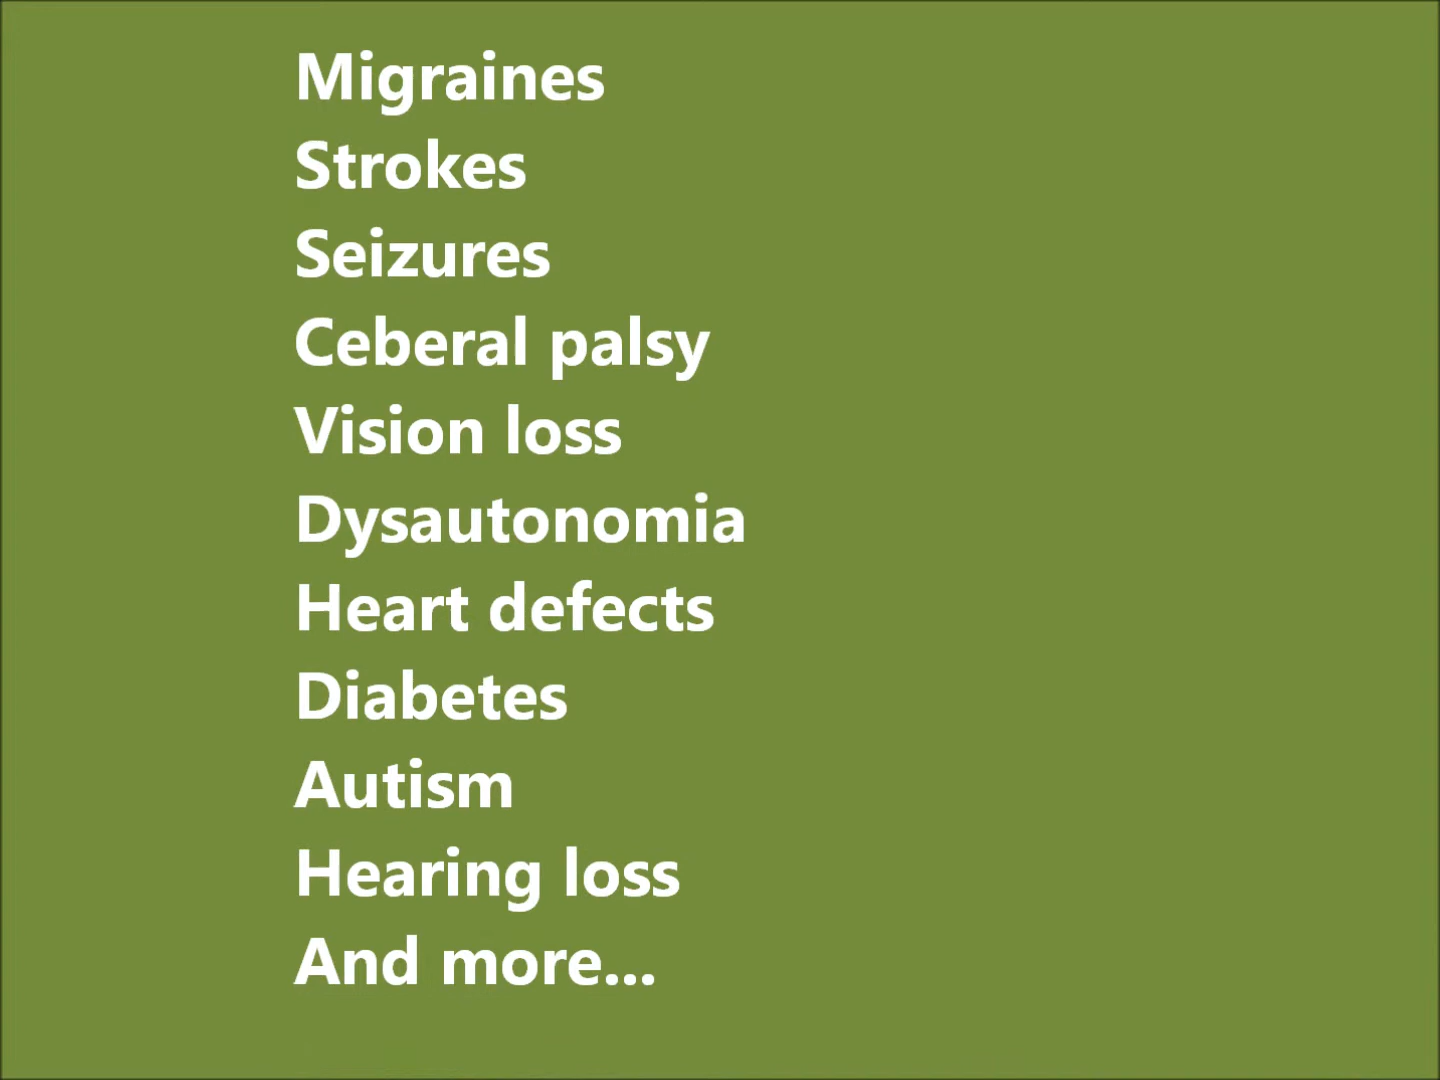 Migraines
Strokes
Seizures
Ceberal palsy
Vision loss
Dysautonomia
Heart defects
Diabetes
Autism
Hearing loss
And more...